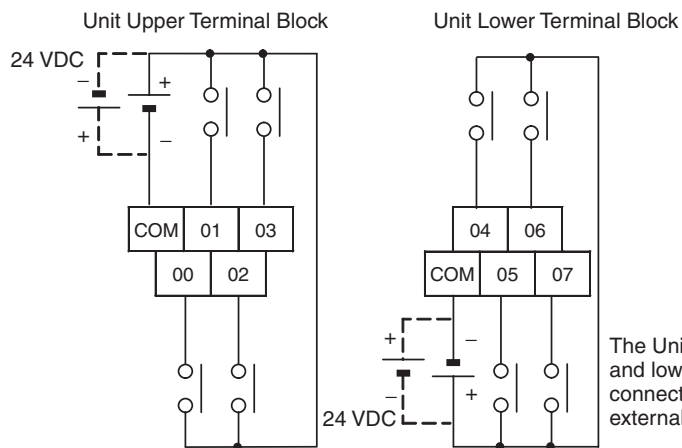 Unit Upper Terminal Block
24 VDC
−
+
+
−
COM 01 03
00 02
Unit Lower Terminal Block
04 06
COM 05 07
+
−
−
+
24 VDC
The Uni
and low
connect
external